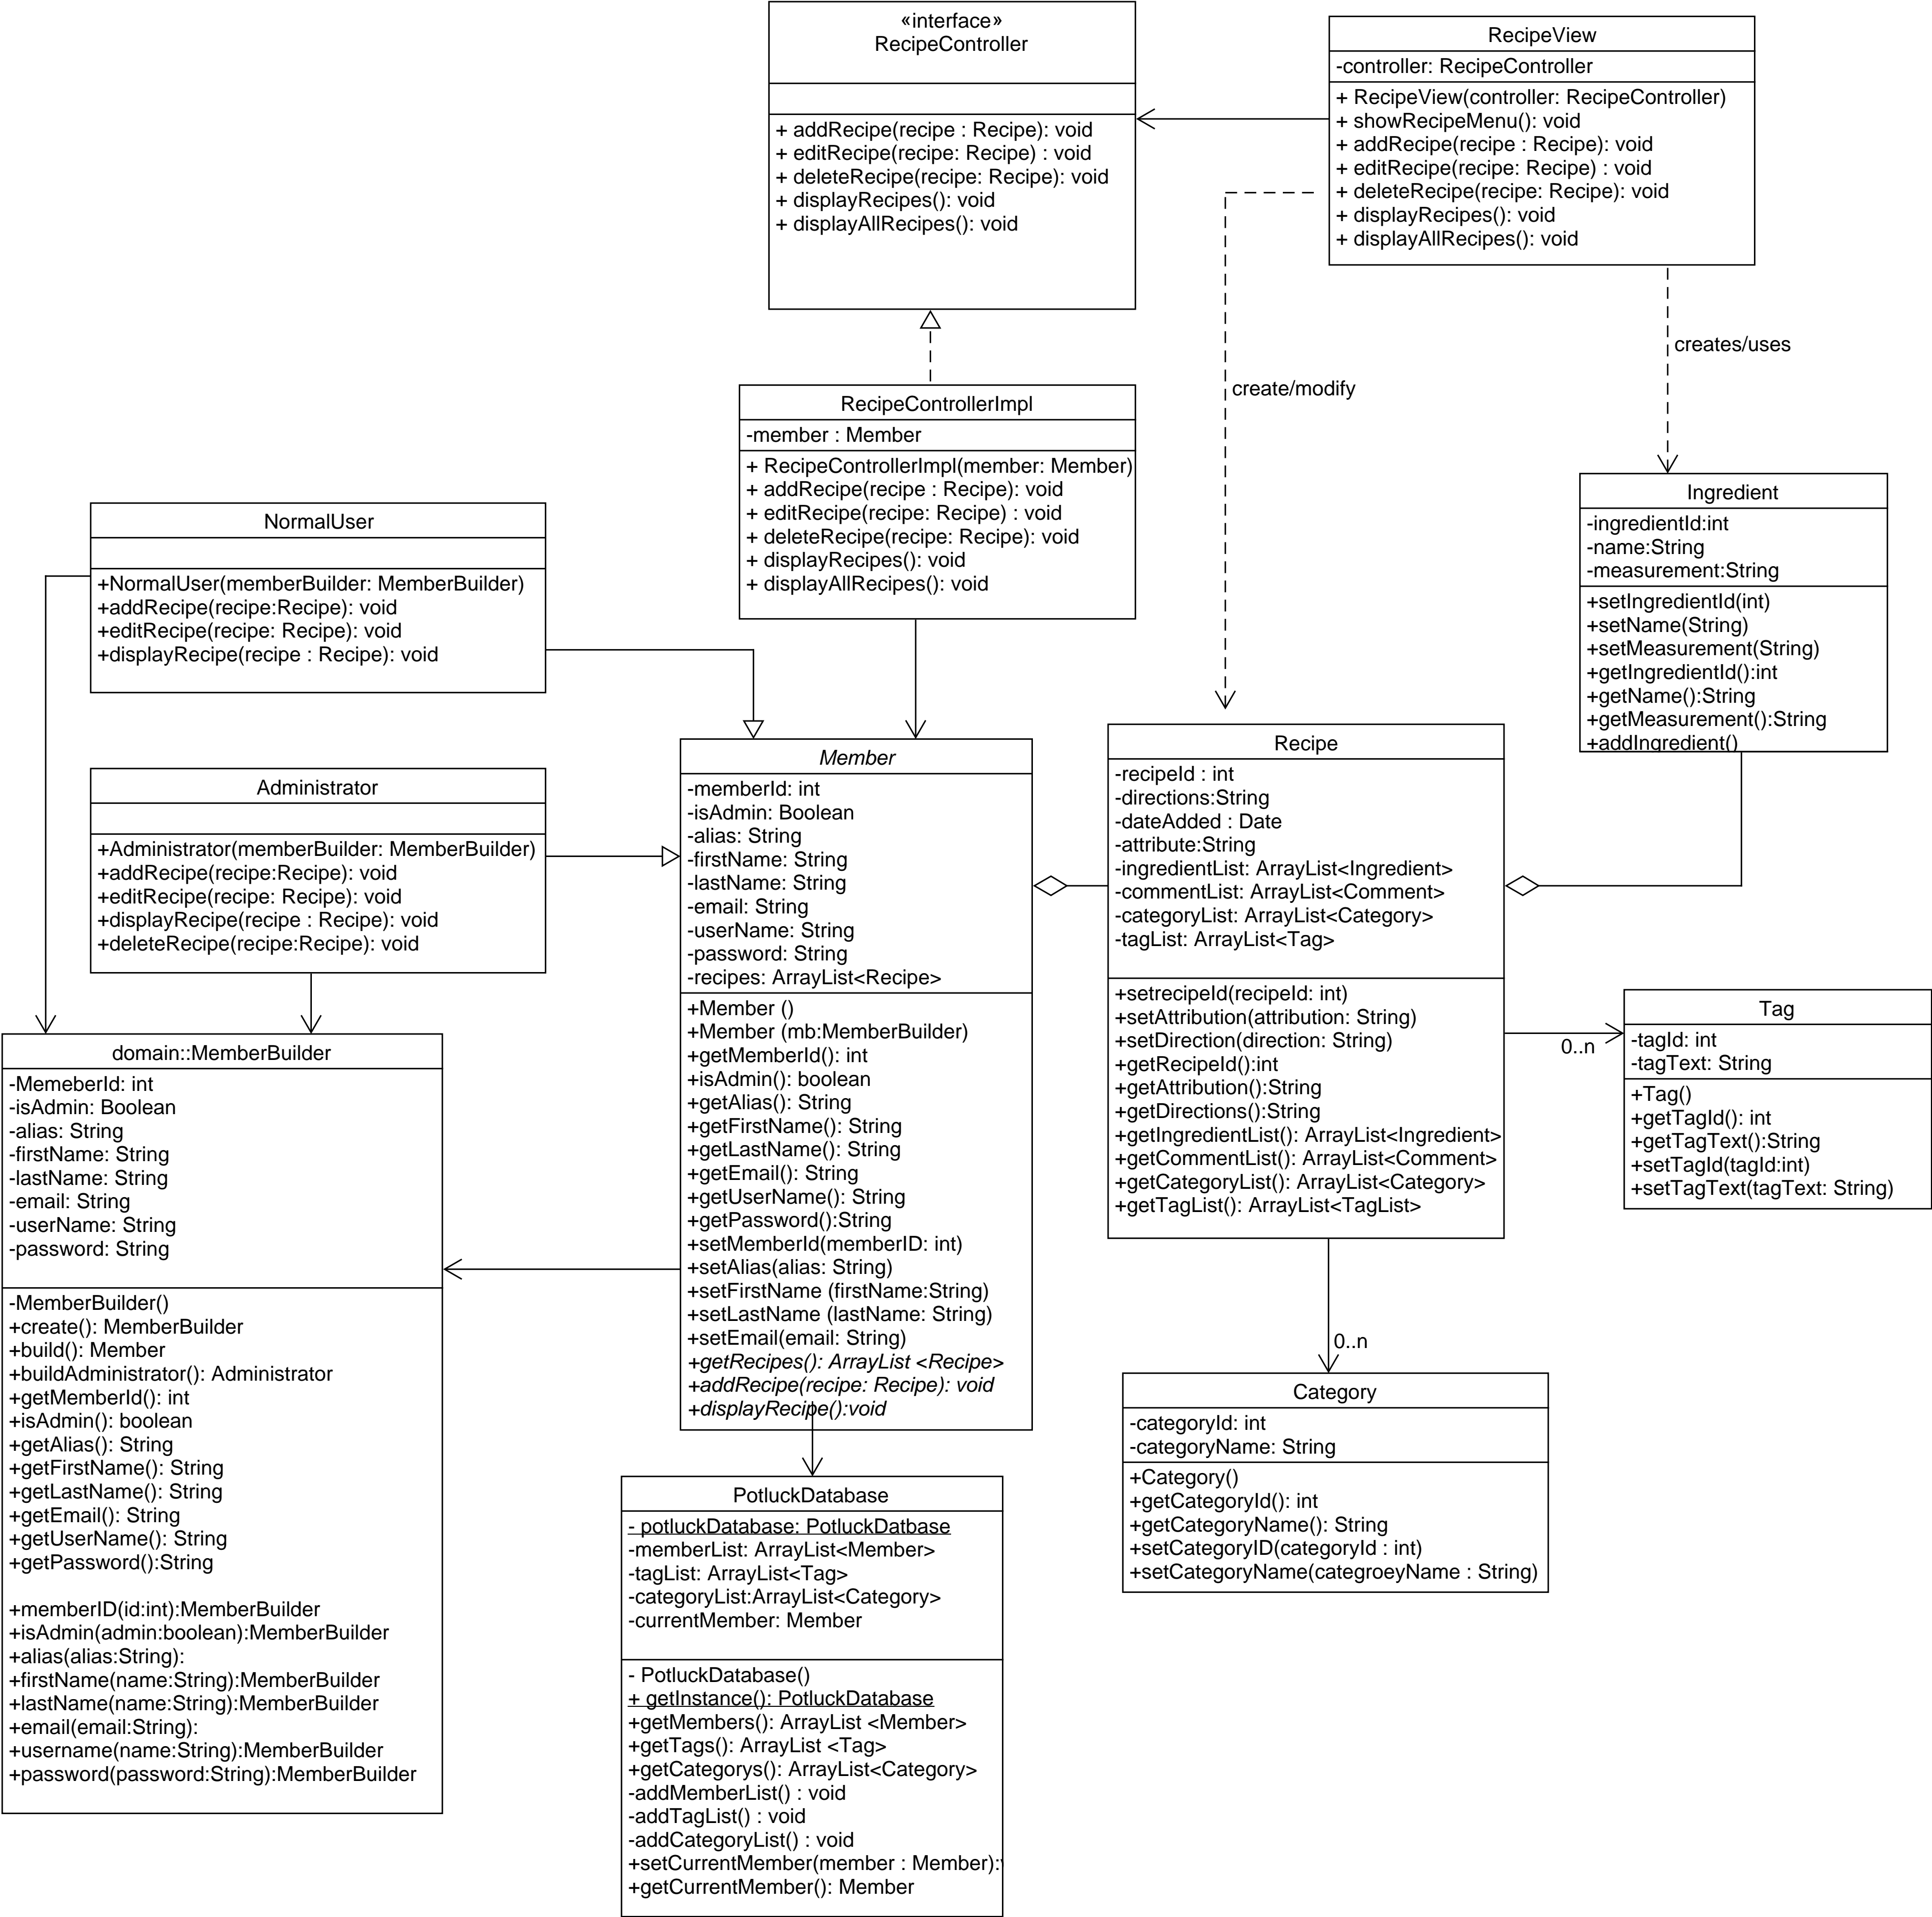 «interface»
RecipeController
+ addRecipe(recipe : Recipe): void
+ editRecipe(recipe: Recipe) : void
+ deleteRecipe(recipe: Recipe): void
+ displayRecipes(): void
+ displayAllRecipes(): void
RecipeView
-controller: RecipeController
+ RecipeView(controller: RecipeController)
+ showRecipeMenu(): void
+ addRecipe(recipe : Recipe): void
+ editRecipe(recipe: Recipe) : void
+ deleteRecipe(recipe: Recipe): void
+ displayRecipes(): void
+ displayAllRecipes(): void
creates/uses
create/modify
RecipeControllerImpl
-member : Member
+ RecipeControllerImpl(member: Member)
+ addRecipe(recipe : Recipe): void
+ editRecipe(recipe: Recipe) : void
+ deleteRecipe(recipe: Recipe): void
+ displayRecipes(): void
+ displayAllRecipes(): void
Ingredient
-ingredientId:int
-name:String
-measurement:String
+setIngredientId(int)
+setName(String)
+setMeasurement(String)
+getIngredientId():int
+getName():String
+getMeasurement():String
+addIngredient()
NormalUser
+NormalUser(memberBuilder: MemberBuilder)
+addRecipe(recipe:Recipe): void
+editRecipe(recipe: Recipe): void
+displayRecipe(recipe : Recipe): void
Administrator
+Administrator(memberBuilder: MemberBuilder)
+addRecipe(recipe:Recipe): void
+editRecipe(recipe: Recipe): void
+displayRecipe(recipe : Recipe): void
+deleteRecipe(recipe:Recipe): void
Member
-memberId: int
-isAdmin: Boolean
-alias: String
-firstName: String
-lastName: String
-email: String
-userName: String
-password: String
-recipes: ArrayList<Recipe>
+Member ()
+Member (mb:MemberBuilder)
+getMemberId(): int
+isAdmin(): boolean
+getAlias(): String
+getFirstName(): String
+getLastName(): String
+getEmail(): String
+getUserName(): String
+getPassword():String
+setMemberId(memberID: int)
+setAlias(alias: String)
+setFirstName (firstName:String)
+setLastName (lastName: String)
+setEmail(email: String)
+getRecipes(): ArrayList <Recipe>
+addRecipe(recipe: Recipe): void
+displayRecipe():void
Recipe
-recipeId : int
-directions:String
-dateAdded : Date
-attribute:String
-ingredientList: ArrayList<Ingredient>
-commentList: ArrayList<Comment>
-categoryList: ArrayList<Category>
-tagList: ArrayList<Tag>
+setrecipeId(recipeId: int)
+setAttribution(attribution: String)
+setDirection(direction: String)
+getRecipeId():int
+getAttribution():String
+getDirections():String
+getIngredientList(): ArrayList<Ingredient>
+getCommentList(): ArrayList<Comment>
+getCategoryList(): ArrayList<Category>
+getTagList(): ArrayList<TagList>
0..n
Tag
-tagId: int
-tagText: String
+Tag()
+getTagId(): int
+getTagText():String
+setTagId(tagId:int)
+setTagText(tagText: String)
domain::MemberBuilder
-MemeberId: int
-isAdmin: Boolean
-alias: String
-firstName: String
-lastName: String
-email: String
-userName: String
-password: String
-MemberBuilder()
+create(): MemberBuilder
+build(): Member
+buildAdministrator(): Administrator
+getMemberId(): int
+isAdmin(): boolean
+getAlias(): String
+getFirstName(): String
+getLastName(): String
+getEmail(): String
+getUserName(): String
+getPassword():String
+memberID(id:int):MemberBuilder
+isAdmin(admin:boolean):MemberBuilder
+alias(alias:String):
+firstName(name:String):MemberBuilder
+lastName(name:String):MemberBuilder
+email(email:String):
+username(name:String):MemberBuilder
+password(password:String):MemberBuilder
0..n
Category
-categoryId: int
-categoryName: String
+Category()
+getCategoryId(): int
+getCategoryName(): String
+setCategoryID(categoryId : int)
+setCategoryName(categroeyName : String)
PotluckDatabase
- potluckDatabase: PotluckDatbase
-memberList: ArrayList<Member>
-tagList: ArrayList<Tag>
-categoryList:ArrayList<Category>
-currentMember: Member
- PotluckDatabase()
+ getInstance(): PotluckDatabase
+getMembers(): ArrayList <Member>
+getTags(): ArrayList <Tag>
+getCategorys(): ArrayList<Category>
-addMemberList() : void
-addTagList() : void
-addCategoryList() : void
+setCurrentMember(member : Member):
+getCurrentMember(): Member